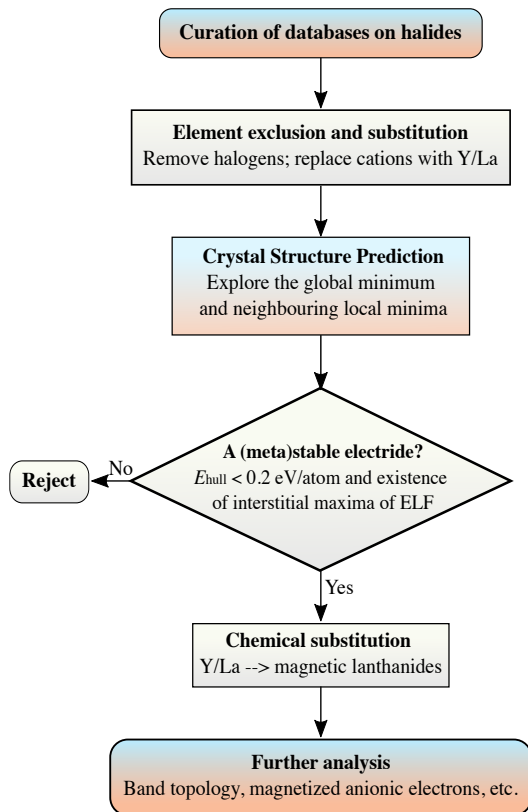 Curation of databases on halides
Element exclusion and substitution
Remove halogens; replace cations with Y/La
Crystal Structure Prediction
Explore the global minimum
and neighbouring local minima
A (meta)stable electride?
Ehull < 0.2 eV/atom and existence
of interstitial maxima of ELF
No
Reject
Yes
Chemical substitution
Y/La --> magnetic lanthanides
Further analysis
Band topology, magnetized anionic electrons, etc.